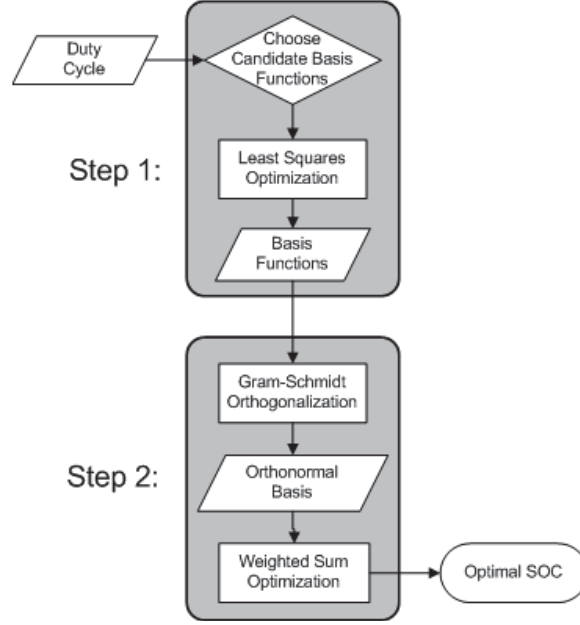 Duty
Cycle
Choose
Candidate Basis
Functions
Step 1:
Least Squares
Optimization
Basis
Functions
Gram-Schmidt
Orthogonalization
Step 2:
Orthonormal
Basis
Weighted Sum
Optimization
Optimal SOC